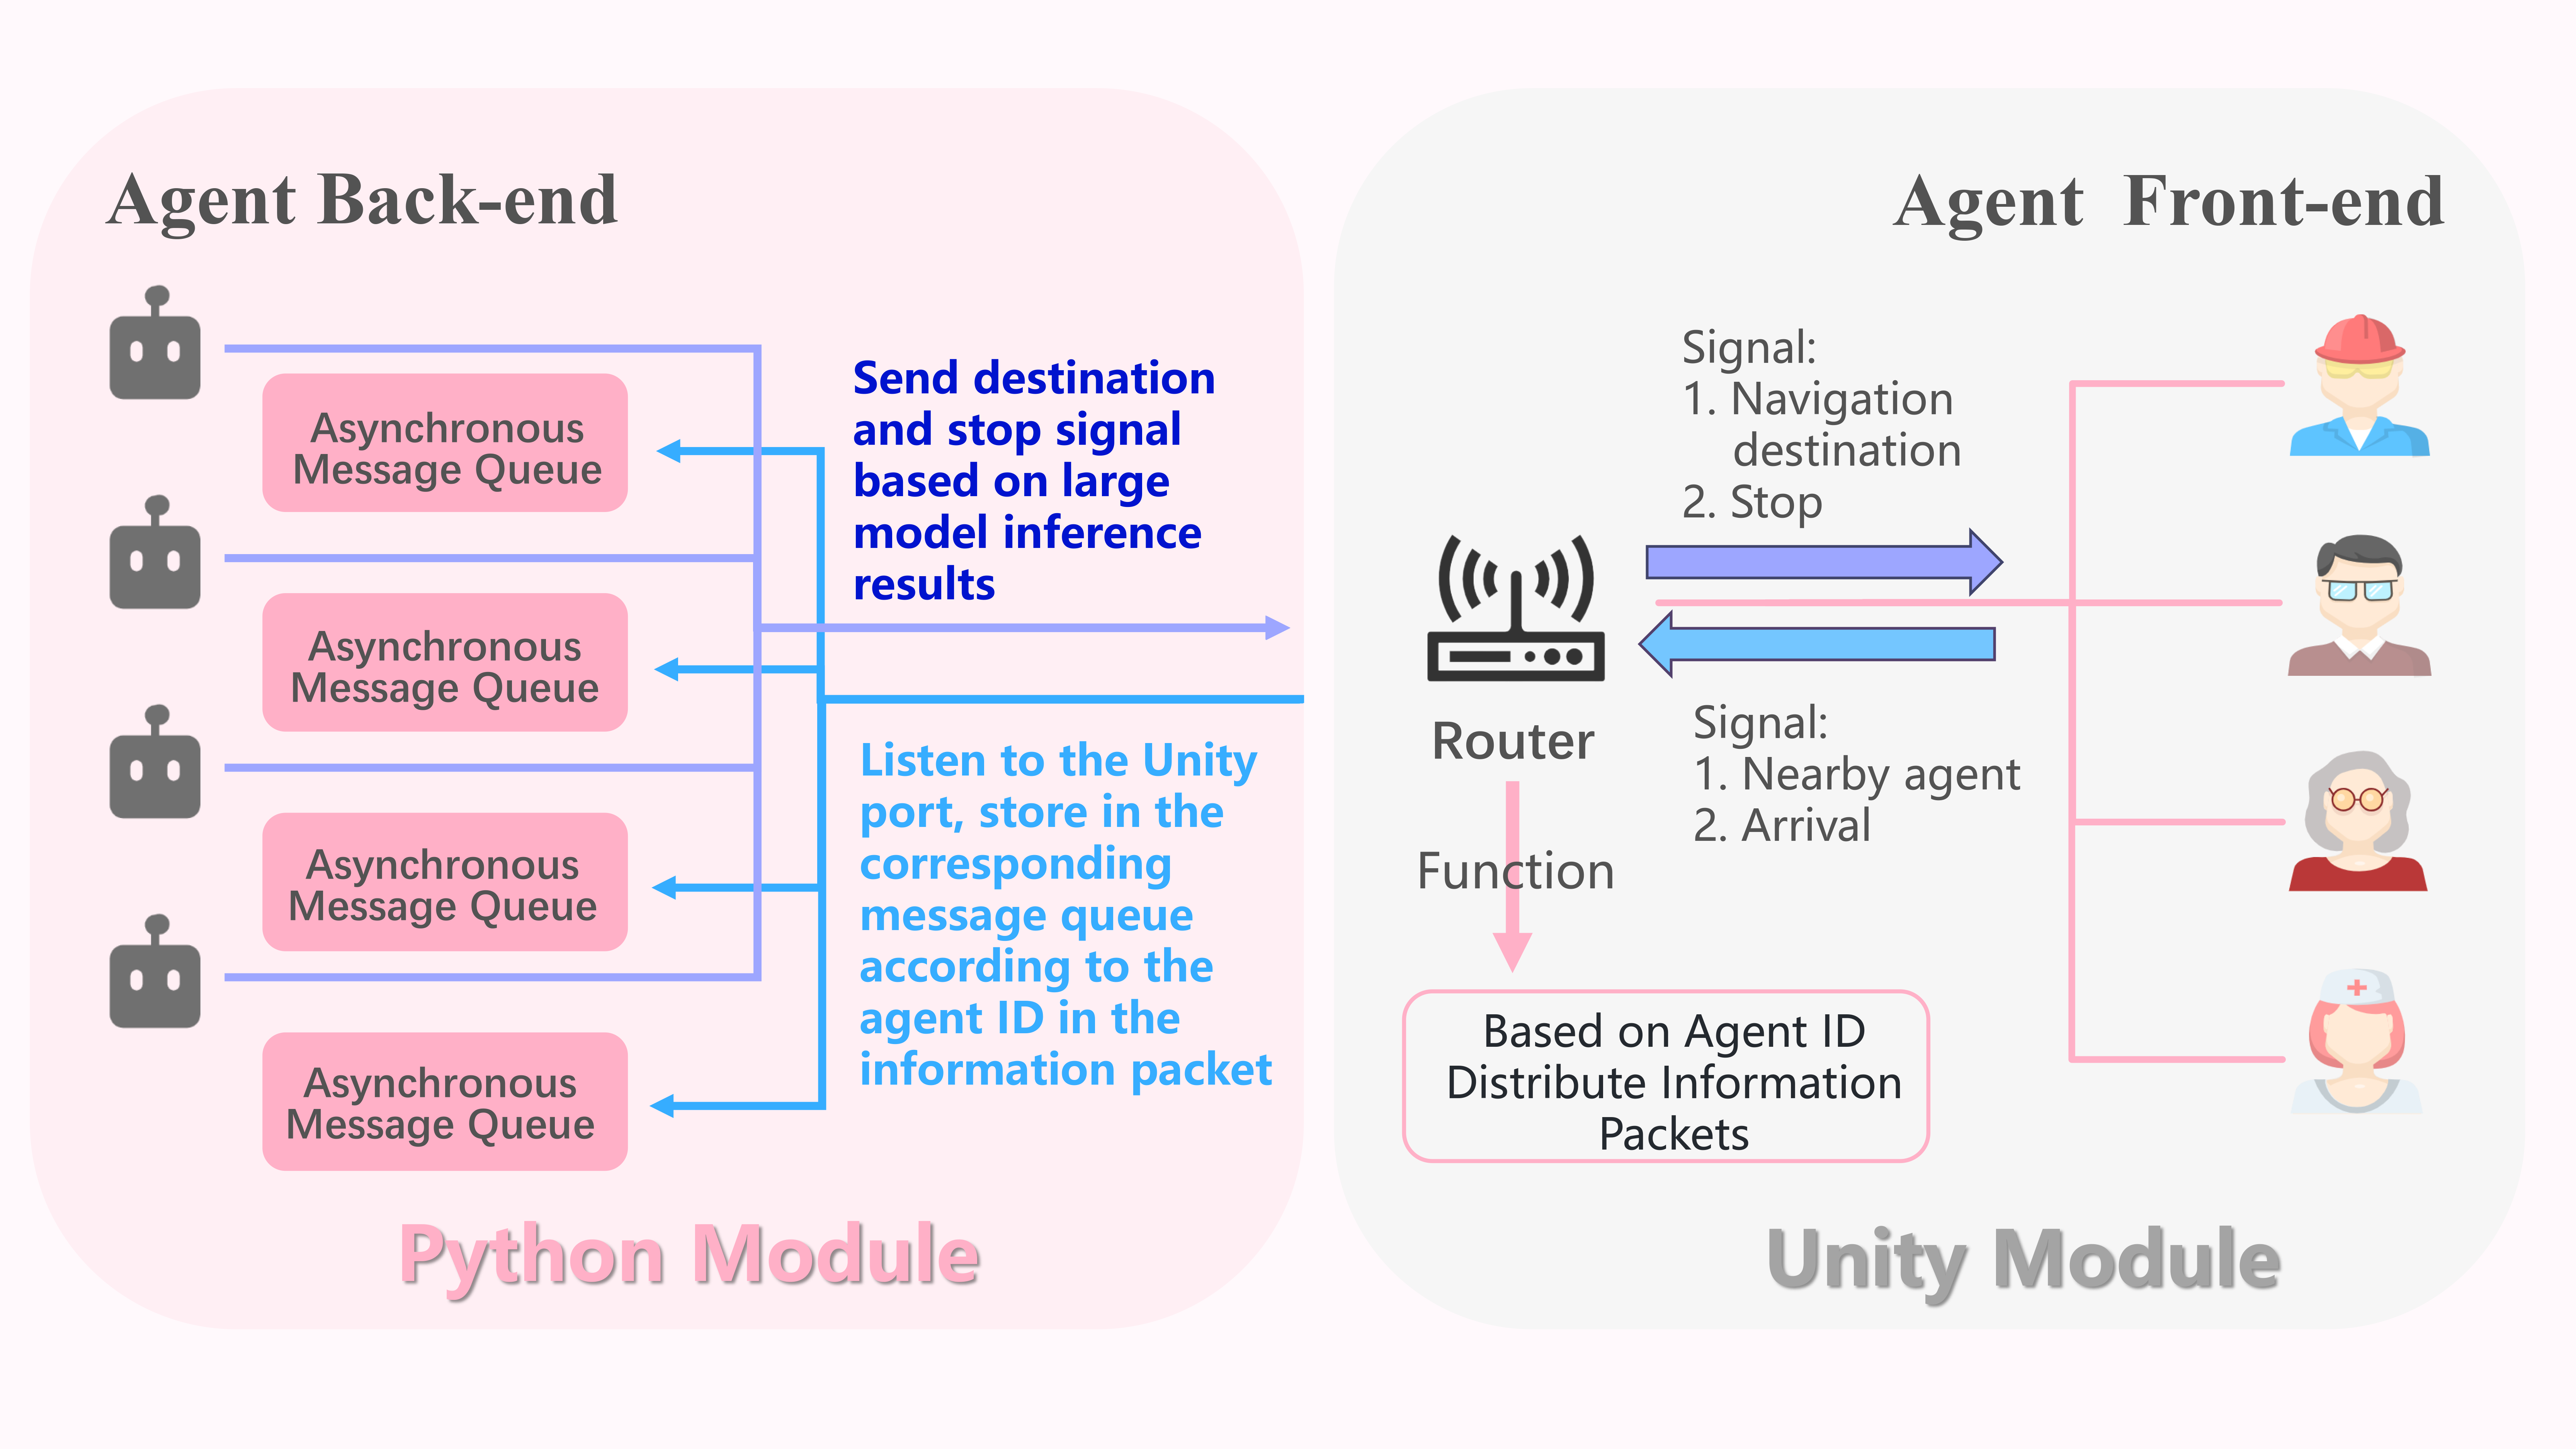 Agent Back-end
Asynchronous
Message Queue
Asynchronous
Message Queue
Asynchronous
Message Queue
Asynchronous
Message Queue
Send destination
and stop signal
based on large
model inference
results
Listen to the Unity
port, store in the
corresponding
message queue
according to the
agent ID in the
information packet
Python Module
Agent Front-end
Signal:
1. Navigation
destination
2. Stop
Router
Signal:
1. Nearby agent
2. Arrival
Function
Based on Agent ID
Distribute Information
Packets
Unity Module